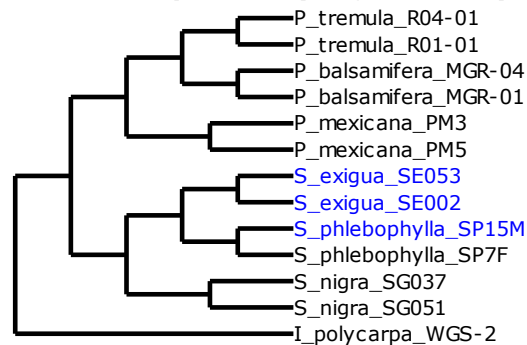 P_tremula_R04-01
P_tremula_R01-01
P_balsamifera_MGR-04
P_balsamifera_MGR-01
P_mexicana_PM3
P_mexicana_PM5
S_exigua_SE053
S_exigua_SE002
S_phlebophylla_SP15M
S_phlebophylla_SP7F
S_nigra_SG037
S_nigra_SG051
I_polycarpa_WGS-2